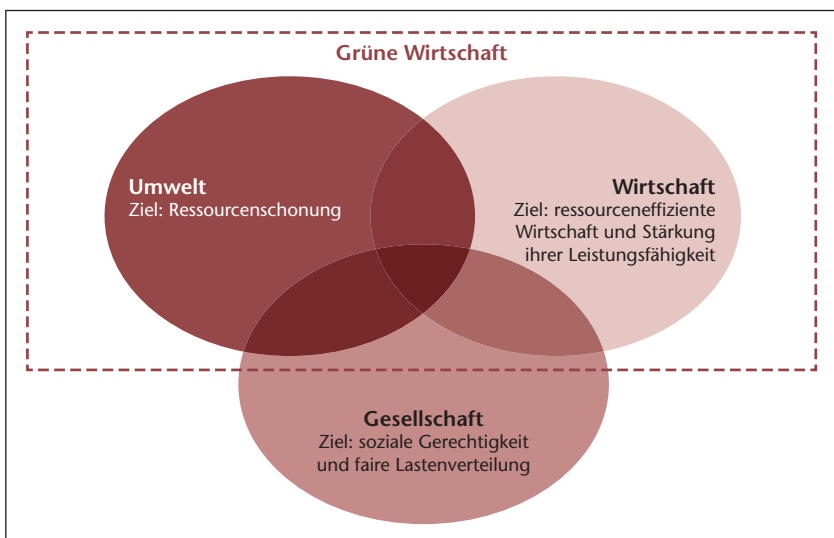 Grüne Wirtschaft
Umwelt
Ziel: Ressourcenschonung
Wirtschaft
Ziel: ressourceneffiziente
Wirtschaft und Stärkung
ihrer Leistungsfähigkeit
Gesellschaft
Ziel: soziale Gerechtigkeit
und faire Lastenverteilung